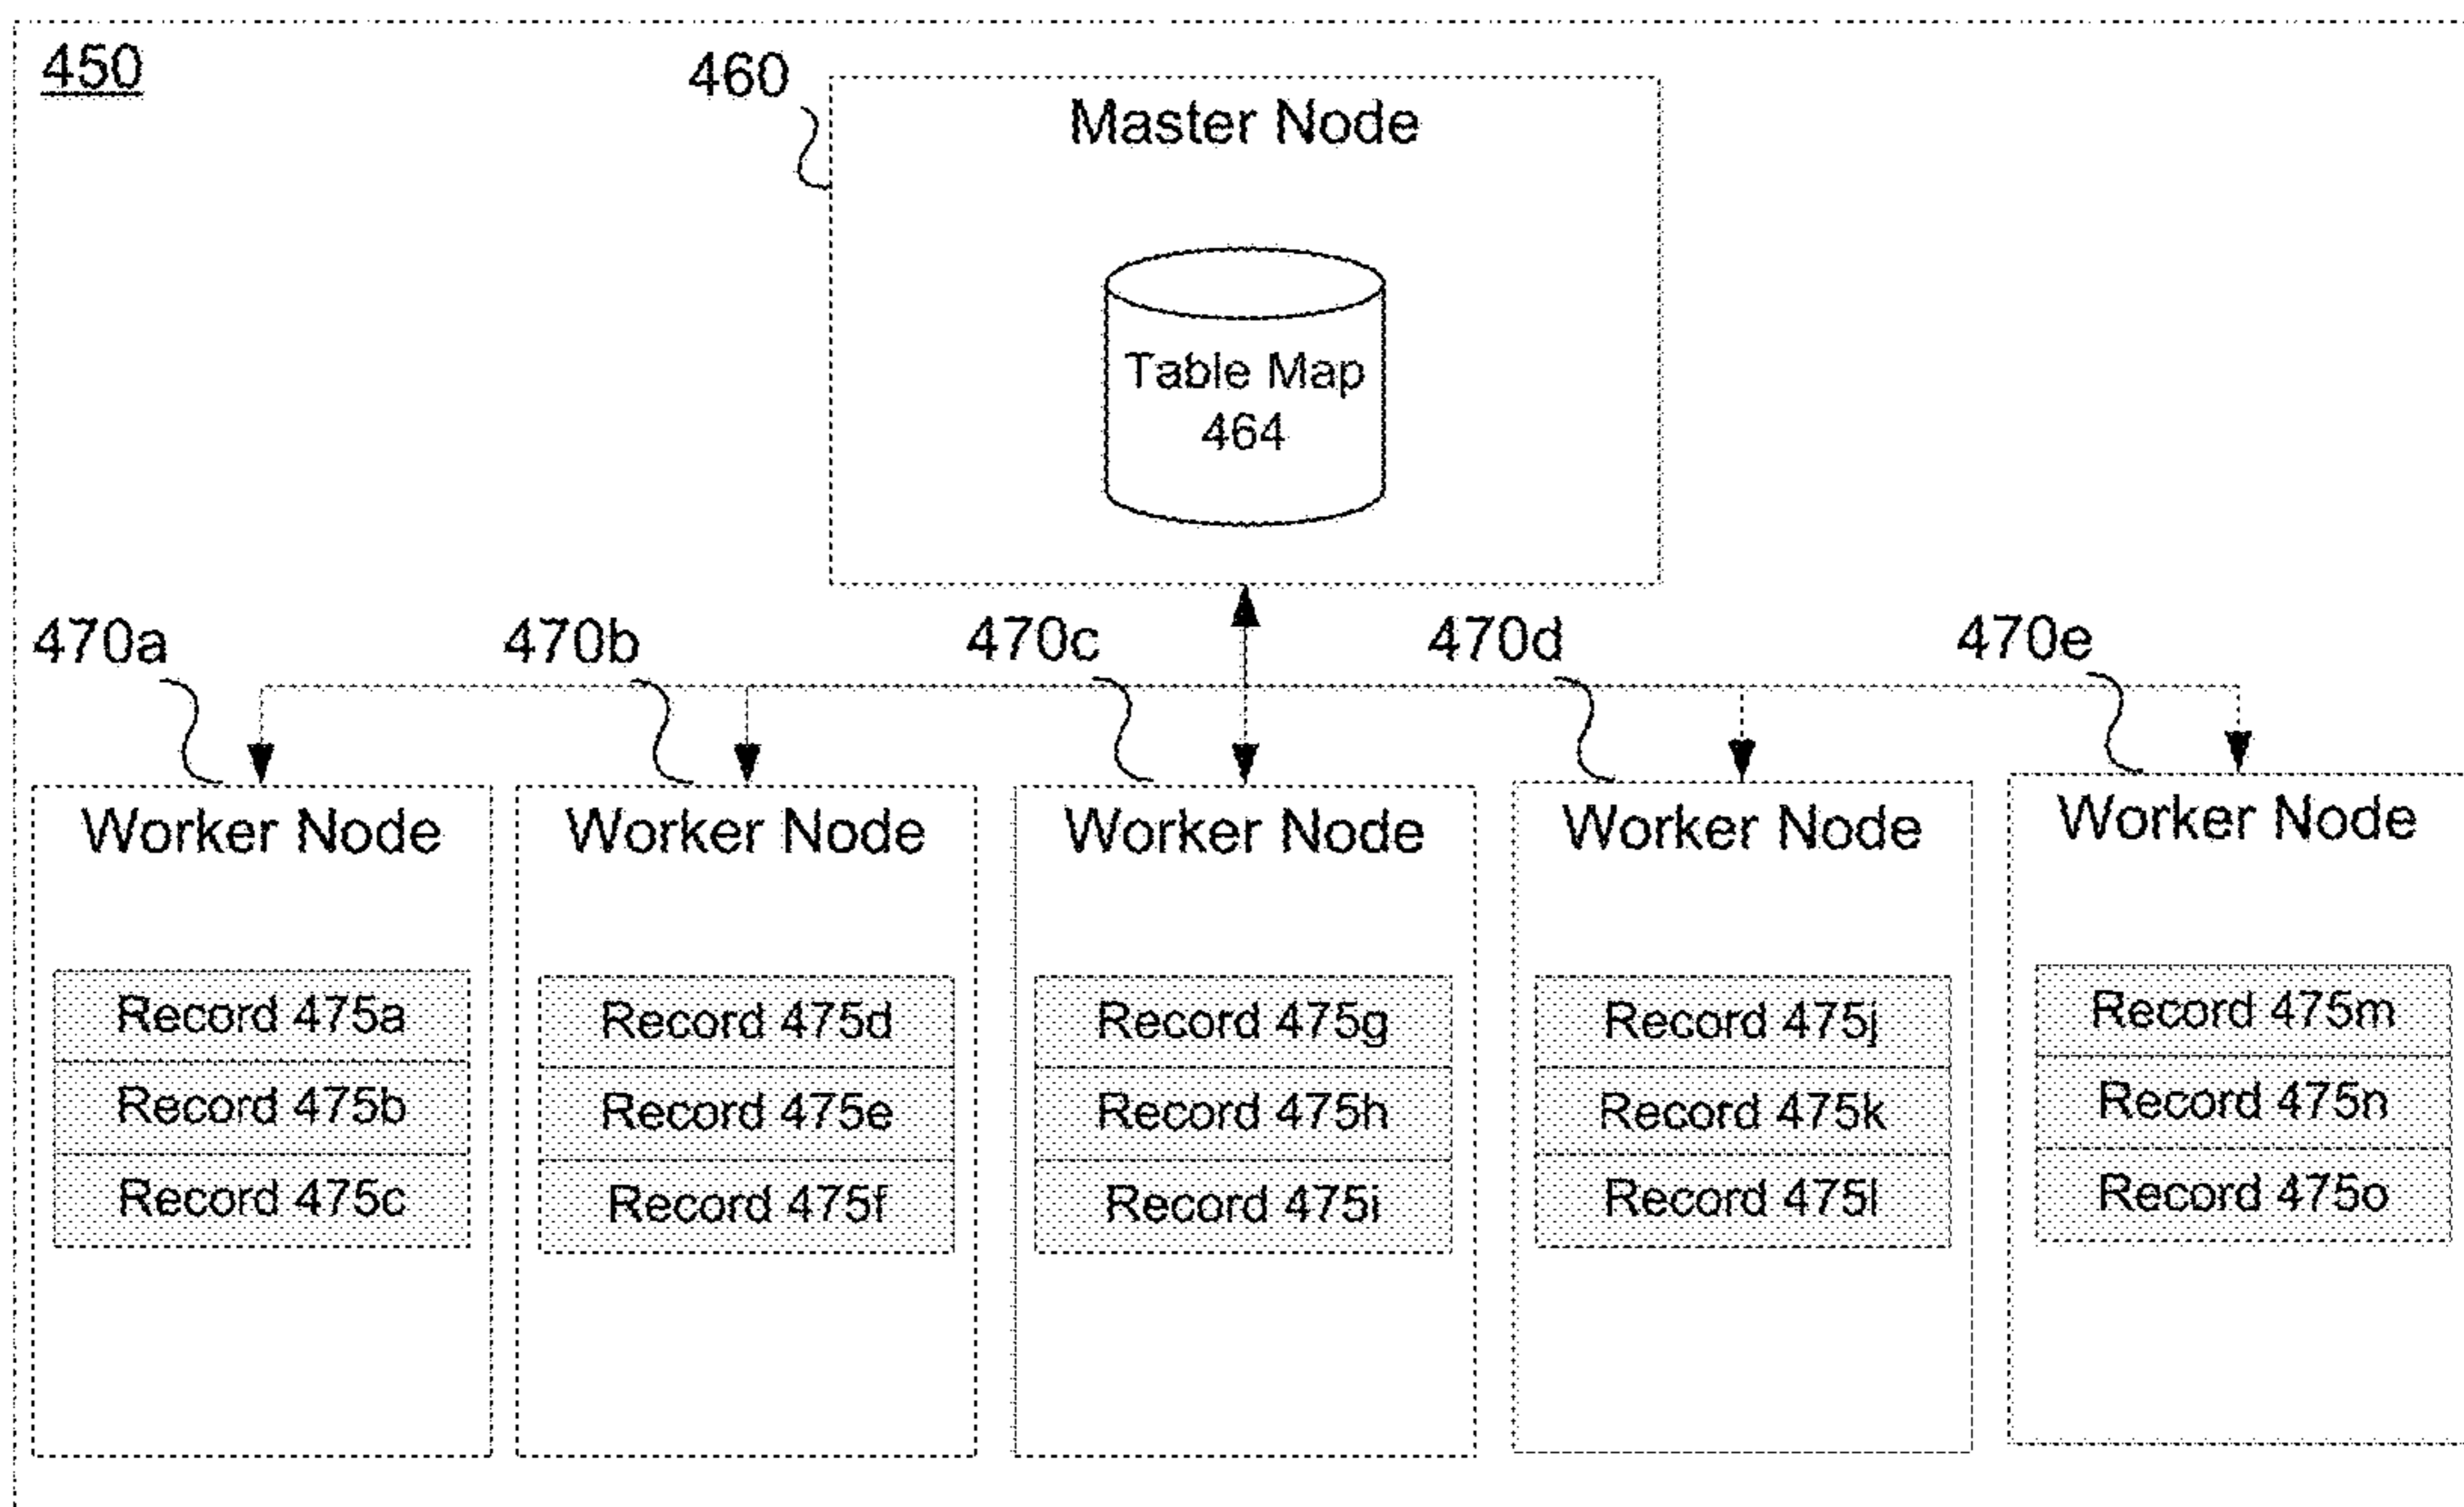 450
460
Master Node
Table Map
464
470a
470b
470c
470d
470e
Worker Node
Record 475a
Record 475b
Record 475c
Worker Node
Record 475d
Record 475e
Record 475f
Worker Node
Record 475g
Record 475h
Record 475i
Worker Node
Record 475j
Record 475k
Record 475l
Worker Node
Record 475m
Record 475n
Record 475o